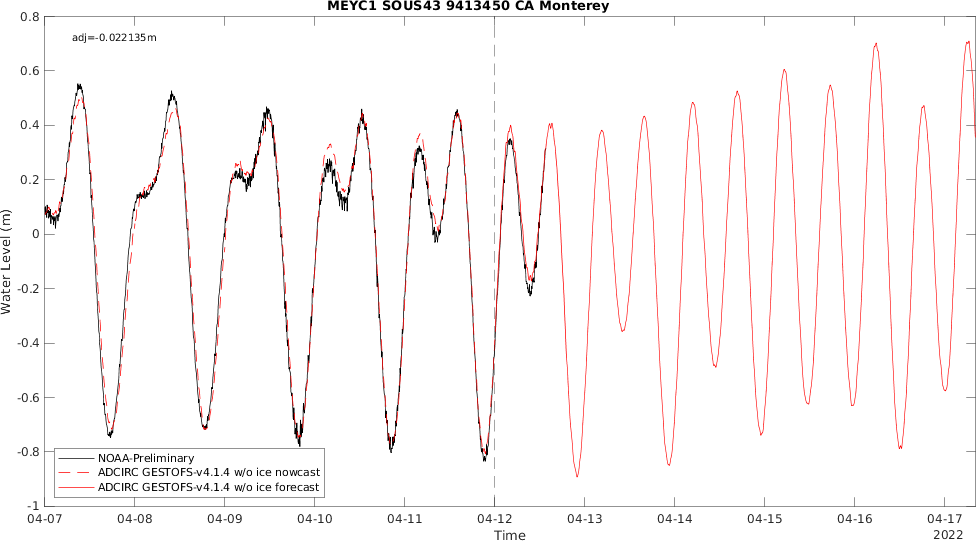 MEYC1 SOUS43 9413450 CA Monterey
adj=-0.022135m
0.8
0.6
0.4
0.2
0
-0.2
-0.4
-0.6
-0.8
-1
Water Level (m)
NOAA-Preliminary
ADCIRC GESTOFS-v4.1.4 w/o ice nowcast
ADCIRC GESTOFS-v4.1.4 w/o ice forecast
04-07 04-08 04-09 04-10 04-11 04-12 04-13 04-14 04-15 04-16 04-17
Time
2022